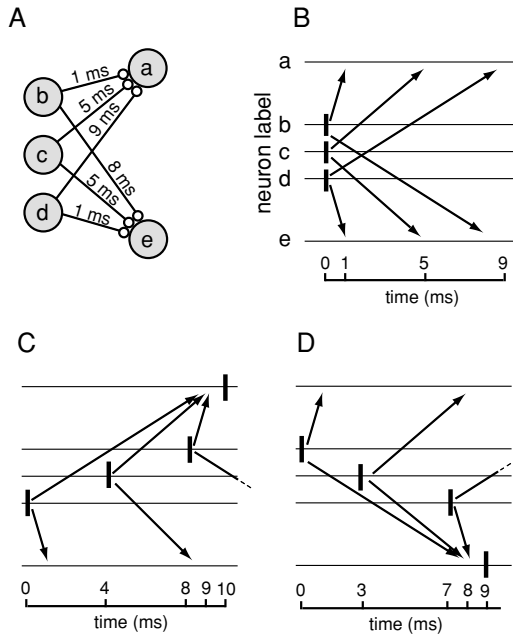 A
B
1 ms
a
5 ms
b
9 ms
c
8 ms
d
5 ms
1 ms
e
neuron label
a
b
c
d
e
0 1 5 9
time (ms)
C
D
0 4 8 9 10
time (ms)
0 3 7 8 9
time (ms)